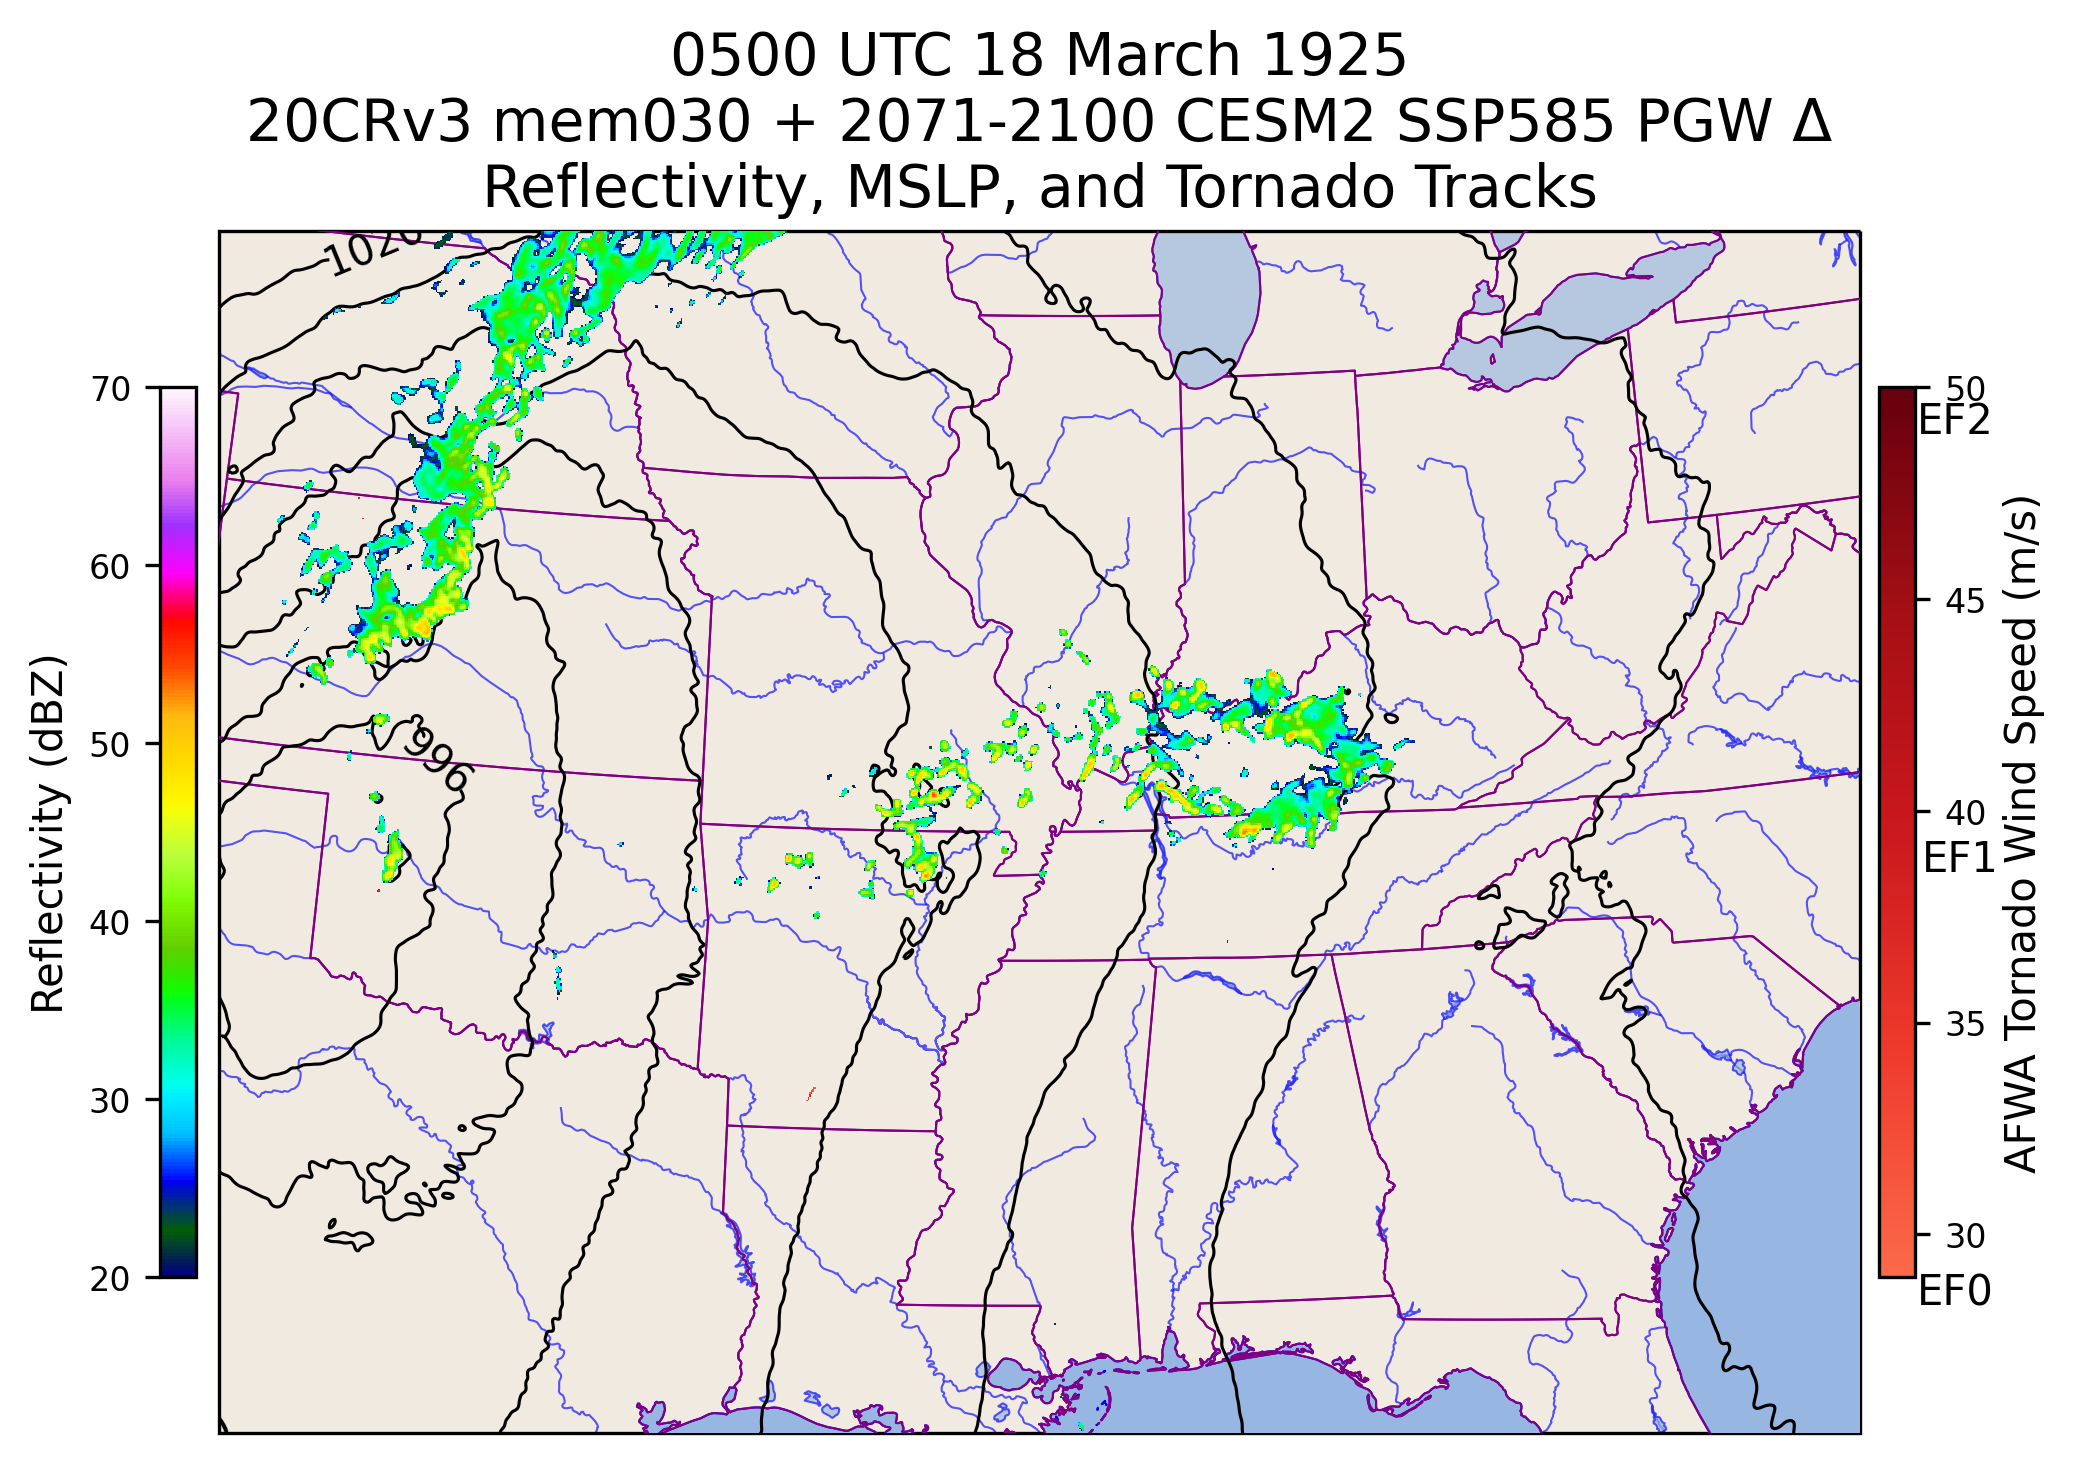 0500 UTC 18 March 1925
20CRv3 mem030 + 2071-2100 CESM2 SSP585 PGW Δ
Reflectivity, MSLP, and Tornado Tracks
1020
996
70
60
50
40
30
20
Reflectivity (dBZ)
50
EF2
45
40
EF1
35
30
EF0
AFWA Tornado Wind Speed (m/s)